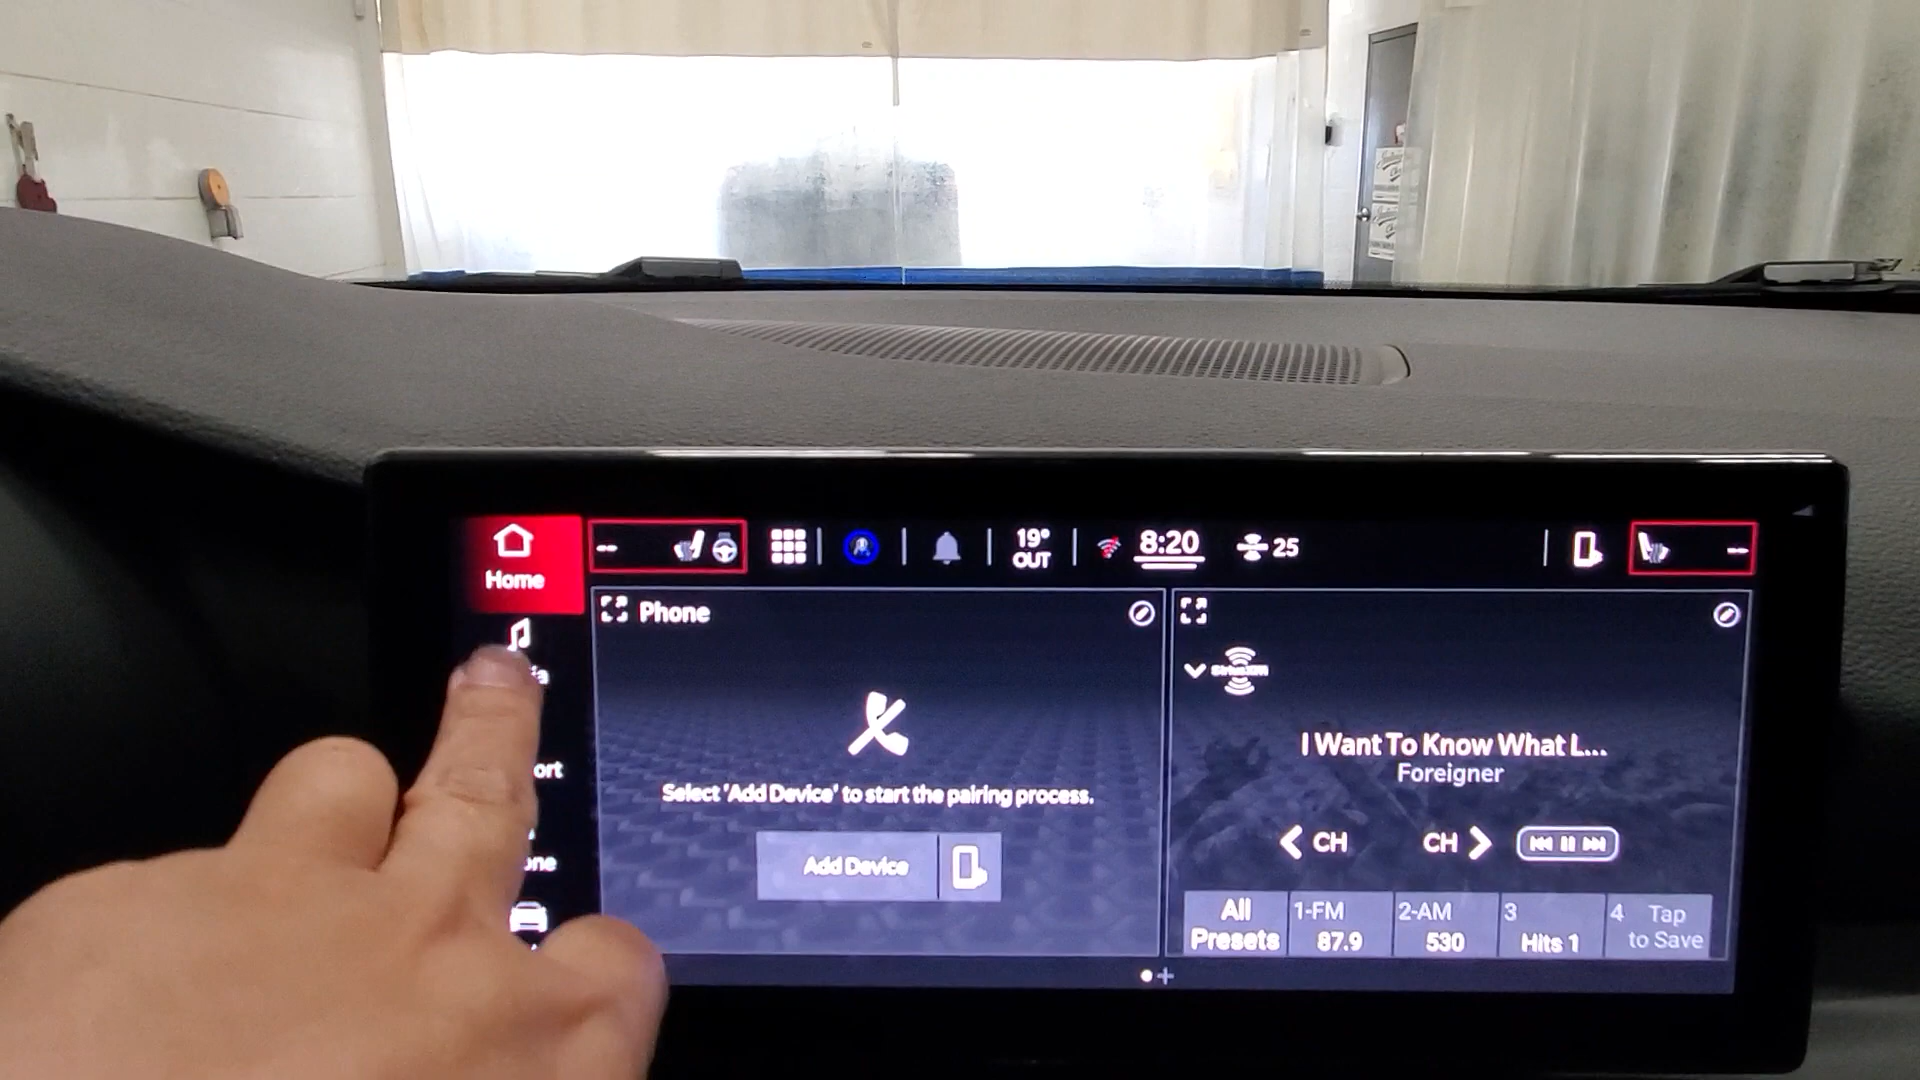 Home
--
19°
OUT
8:20
25
--
Phone
SiriusXM
I Want To Know What L...
Foreigner
Select 'Add Device' to start the pairing process.
CH
CH
Add Device
All
Presets
1-FM
87.9
2-AM
530
3
Hits 1
4 Tap
to Save